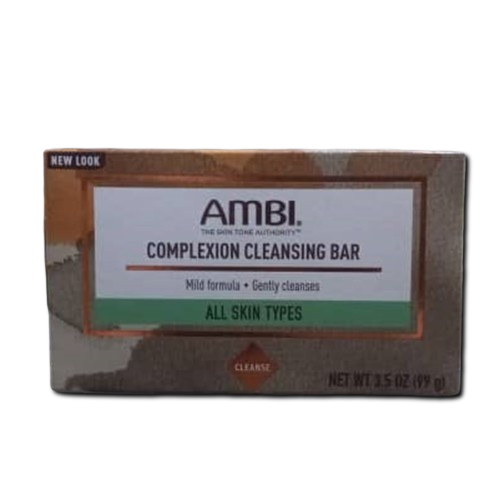 NEW LOOK
AMBI®
THE SKIN TONE AUTHORITY™
COMPLEXION CLEANSING BAR
Mild formula • Gently cleanses
ALL SKIN TYPES
CLEANSE
NET WT 3.5 OZ (99 g)